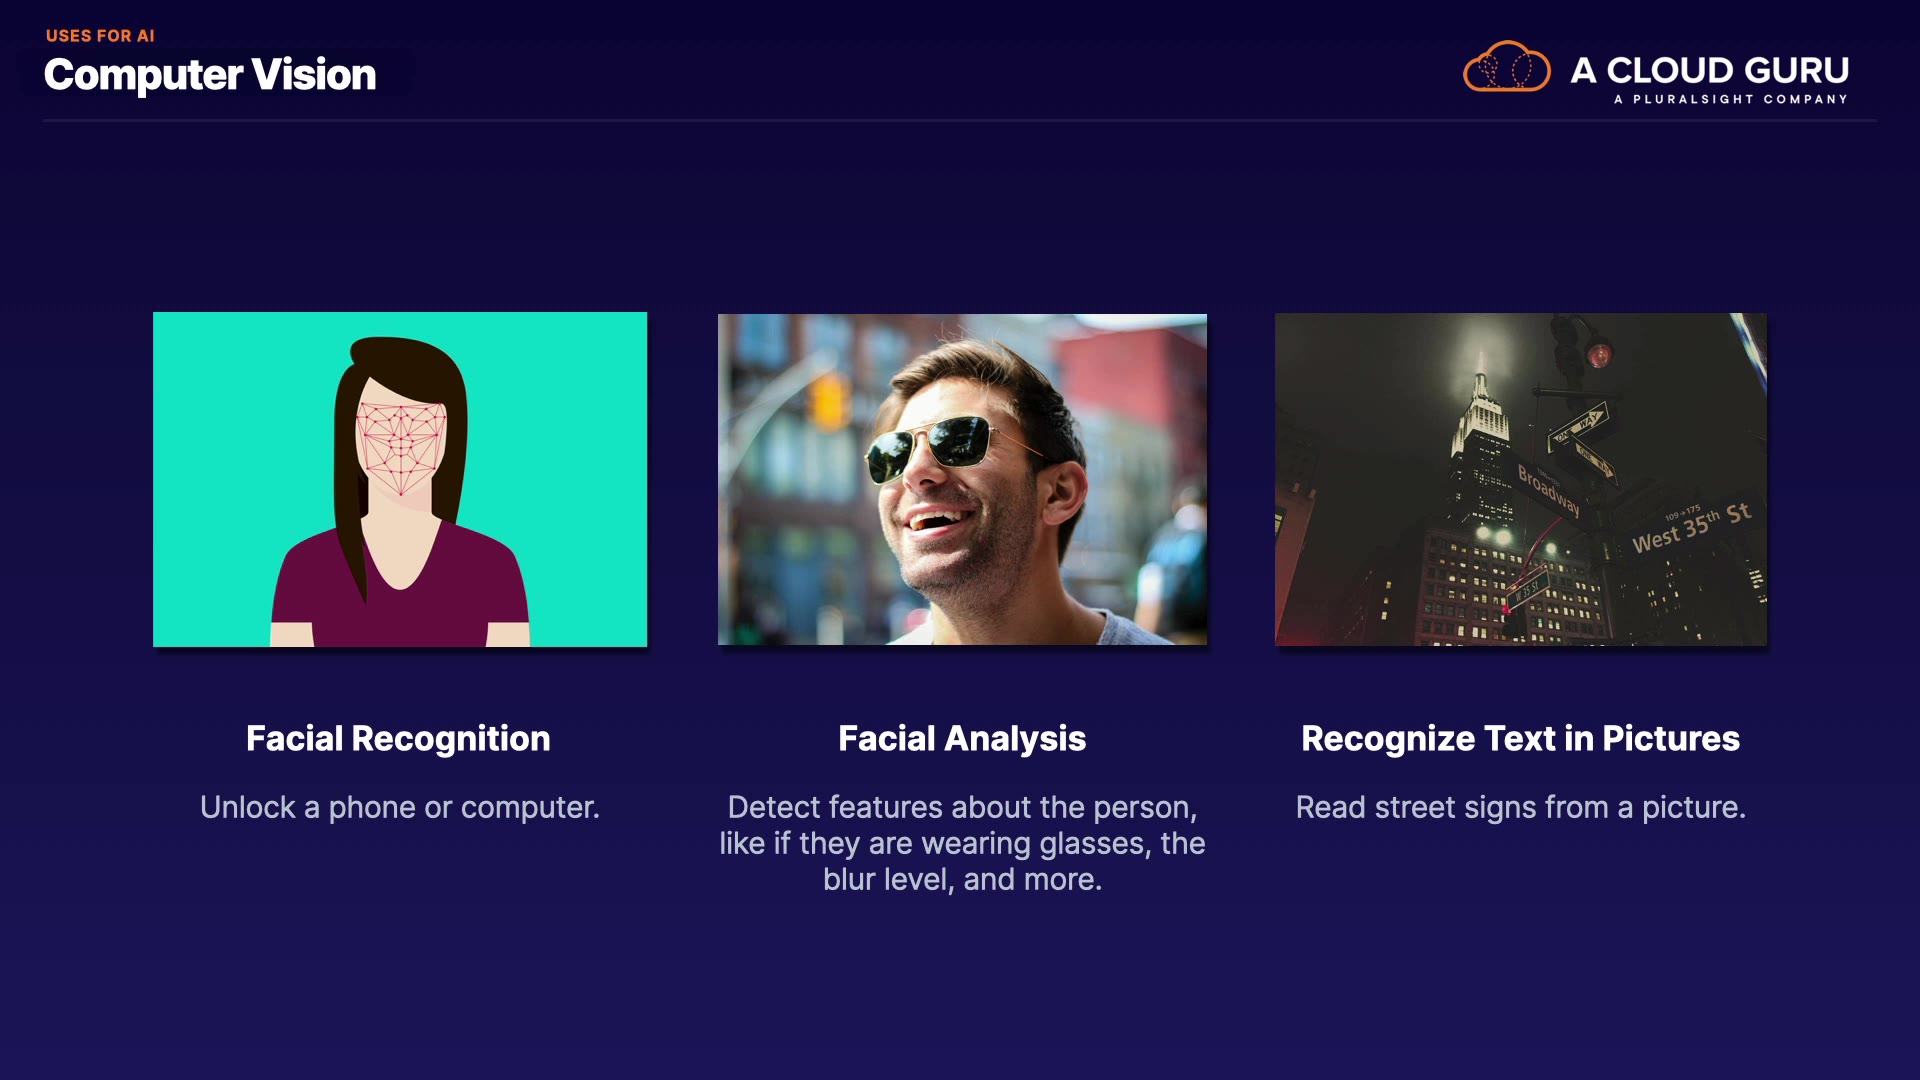 USES FOR AI
Computer Vision
A CLOUD GURU
A PLURALSIGHT COMPANY
ONE WAY
ONE WAY
Broadway
109→175
West 35th St
W 35 St
Facial Recognition
Facial Analysis
Recognize Text in Pictures
Unlock a phone or computer.
Detect features about the person,
like if they are wearing glasses, the
blur level, and more.
Read street signs from a picture.